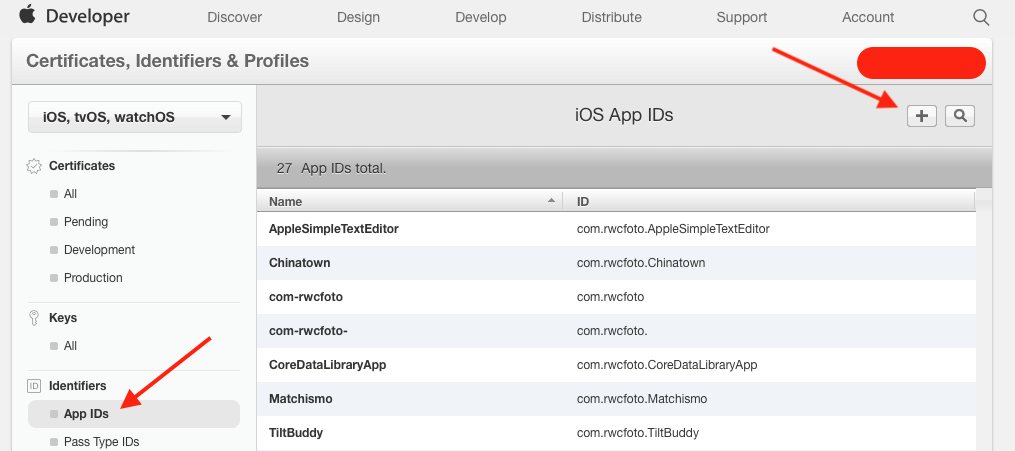 Developer Discover Design Develop Distribute Support Account
Certificates, Identifiers & Profiles
iOS, tvOS, watchOS
iOS App IDs
Certificates
All
Pending
Development
Production
Keys
All
ID Identifiers
App IDs
Pass Type IDs
27 App IDs total.
Name ID
AppleSimpleTextEditor com.rwcfoto.AppleSimpleTextEditor
Chinatown com.rwcfoto.Chinatown
com-rwcfoto com.rwcfoto
com-rwcfoto- com.rwcfoto.
CoreDataLibraryApp com.rwcfoto.CoreDataLibraryApp
Matchismo com.rwcfoto.Matchismo
TiltBuddy com.rwcfoto.TiltBuddy